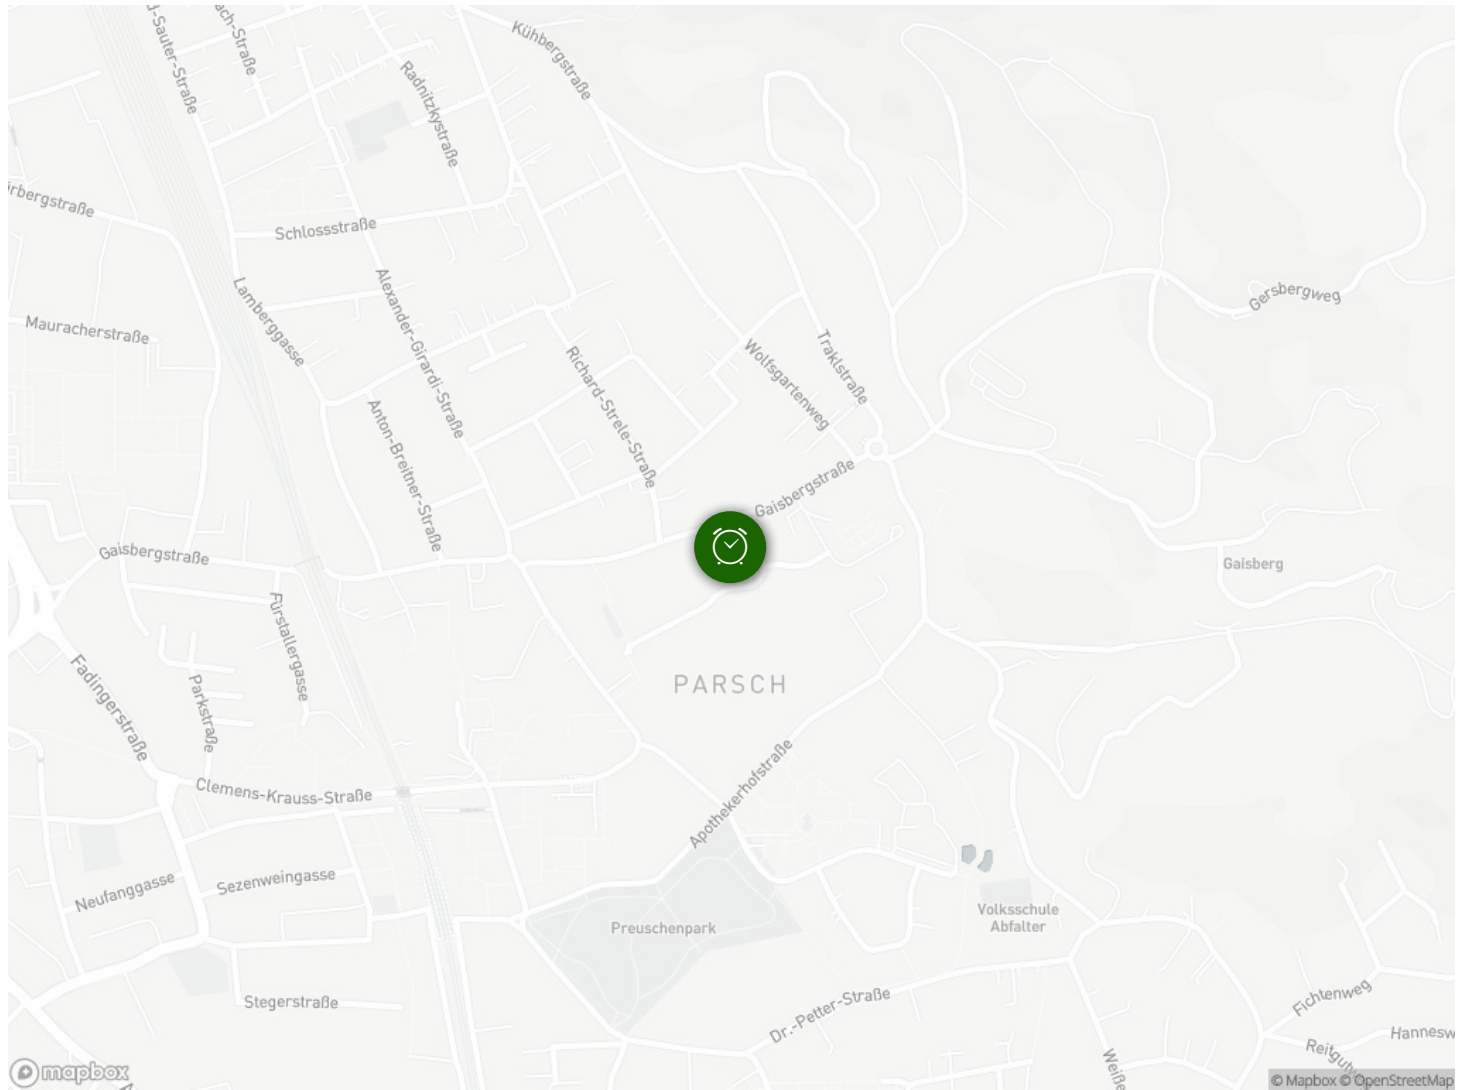 Kühbergstraße
Radnitzkystraße
Schlossstraße
Lamberggasse
Mauracherstraße
Alexander-Girardi-Straße
Gersbergweg
Traklstraße
Wolfsgartenweg
Richard-Strele-Straße
Anton-Breitner-Straße
Gaisbergstraße
Gaisbergstraße
Gaisberg
Fürstallergasse
Fadingerstraße
Parkstraße
PARSCH
Apothekerhofstraße
Clemens-Krauss-Straße
Neufanggasse
Sezenweingasse
Preuschenpark
Volksschule
Abfalter
Stegerstraße
Dr.-Petter-Straße
Fichtenweg
mapbox
© Mapbox © OpenStreetMap